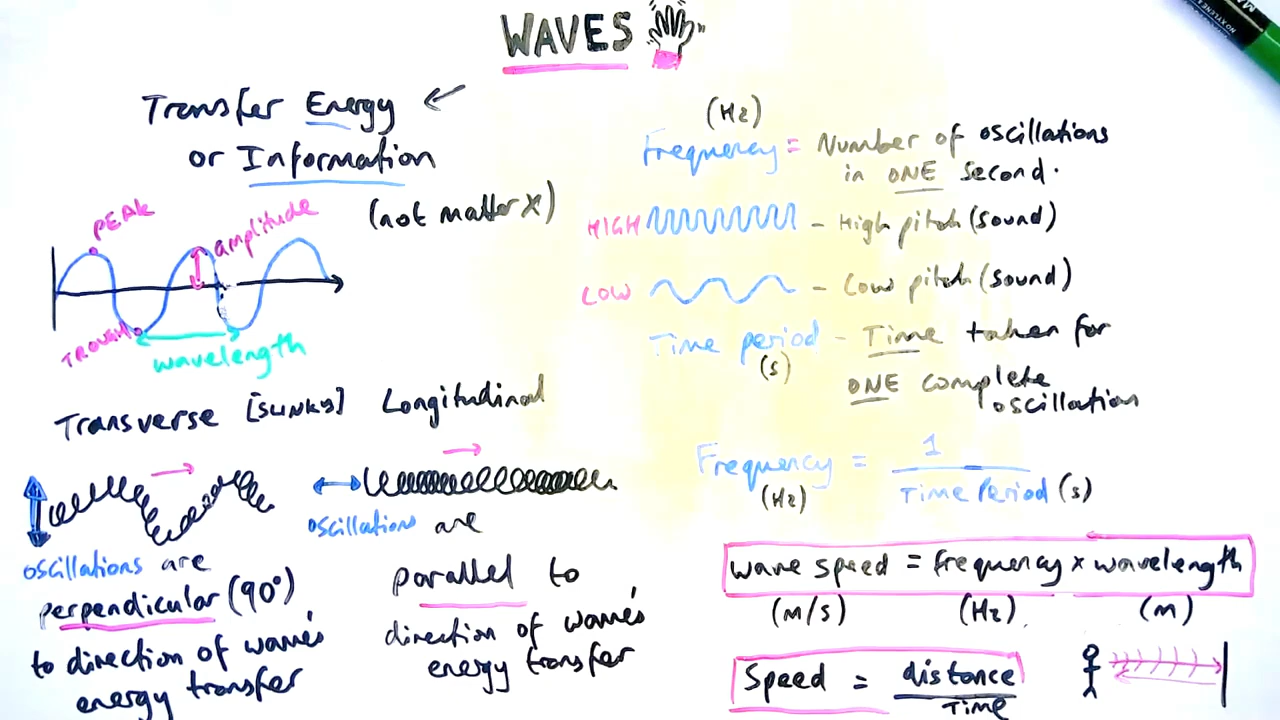 WAVES
Transfer Energy
or Information
(not matter X)
PEAK
amplitude
TROUGH
wavelength
Transverse [SLINKY] Longitudinal
oscillations are
perpendicular (90°)
to direction of wave's
energy transfer
oscillations are
parallel to
direction of wave's
energy transfer
(Hz)
Frequency = Number of oscillations
in ONE second.
HIGH - High pitch (sound)
LOW - Low pitch (sound)
Time period - Time taken for
(s)
ONE complete
oscillation
Frequency = 1
(Hz) Time Period (s)
wave speed = frequency x wavelength
(m/s) (Hz) (m)
Speed = distance
Time